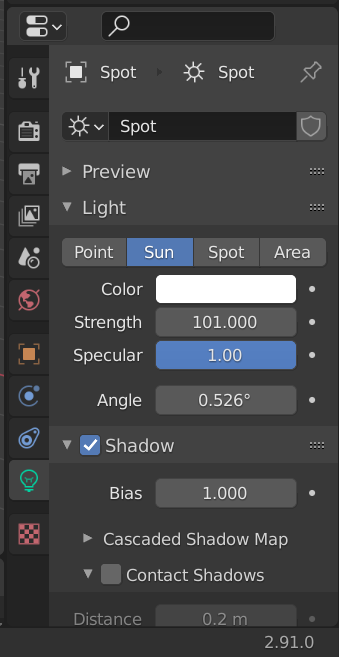 Spot Spot
Spot
Preview
Light
Point Sun Spot Area
Color
Strength 101.000
Specular 1.00
Angle 0.526°
Shadow
Bias 1.000
Cascaded Shadow Map
Contact Shadows
Distance 0.2 m
2.91.0